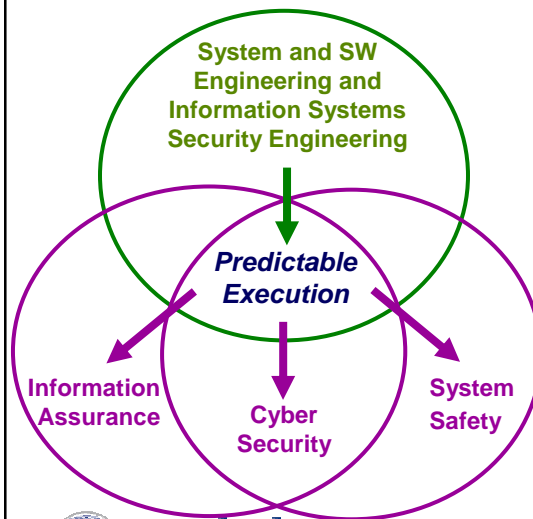 System and SW
Engineering and
Information Systems
Security Engineering
Predictable
Execution
Information
Assurance
Cyber
Security
System
Safety